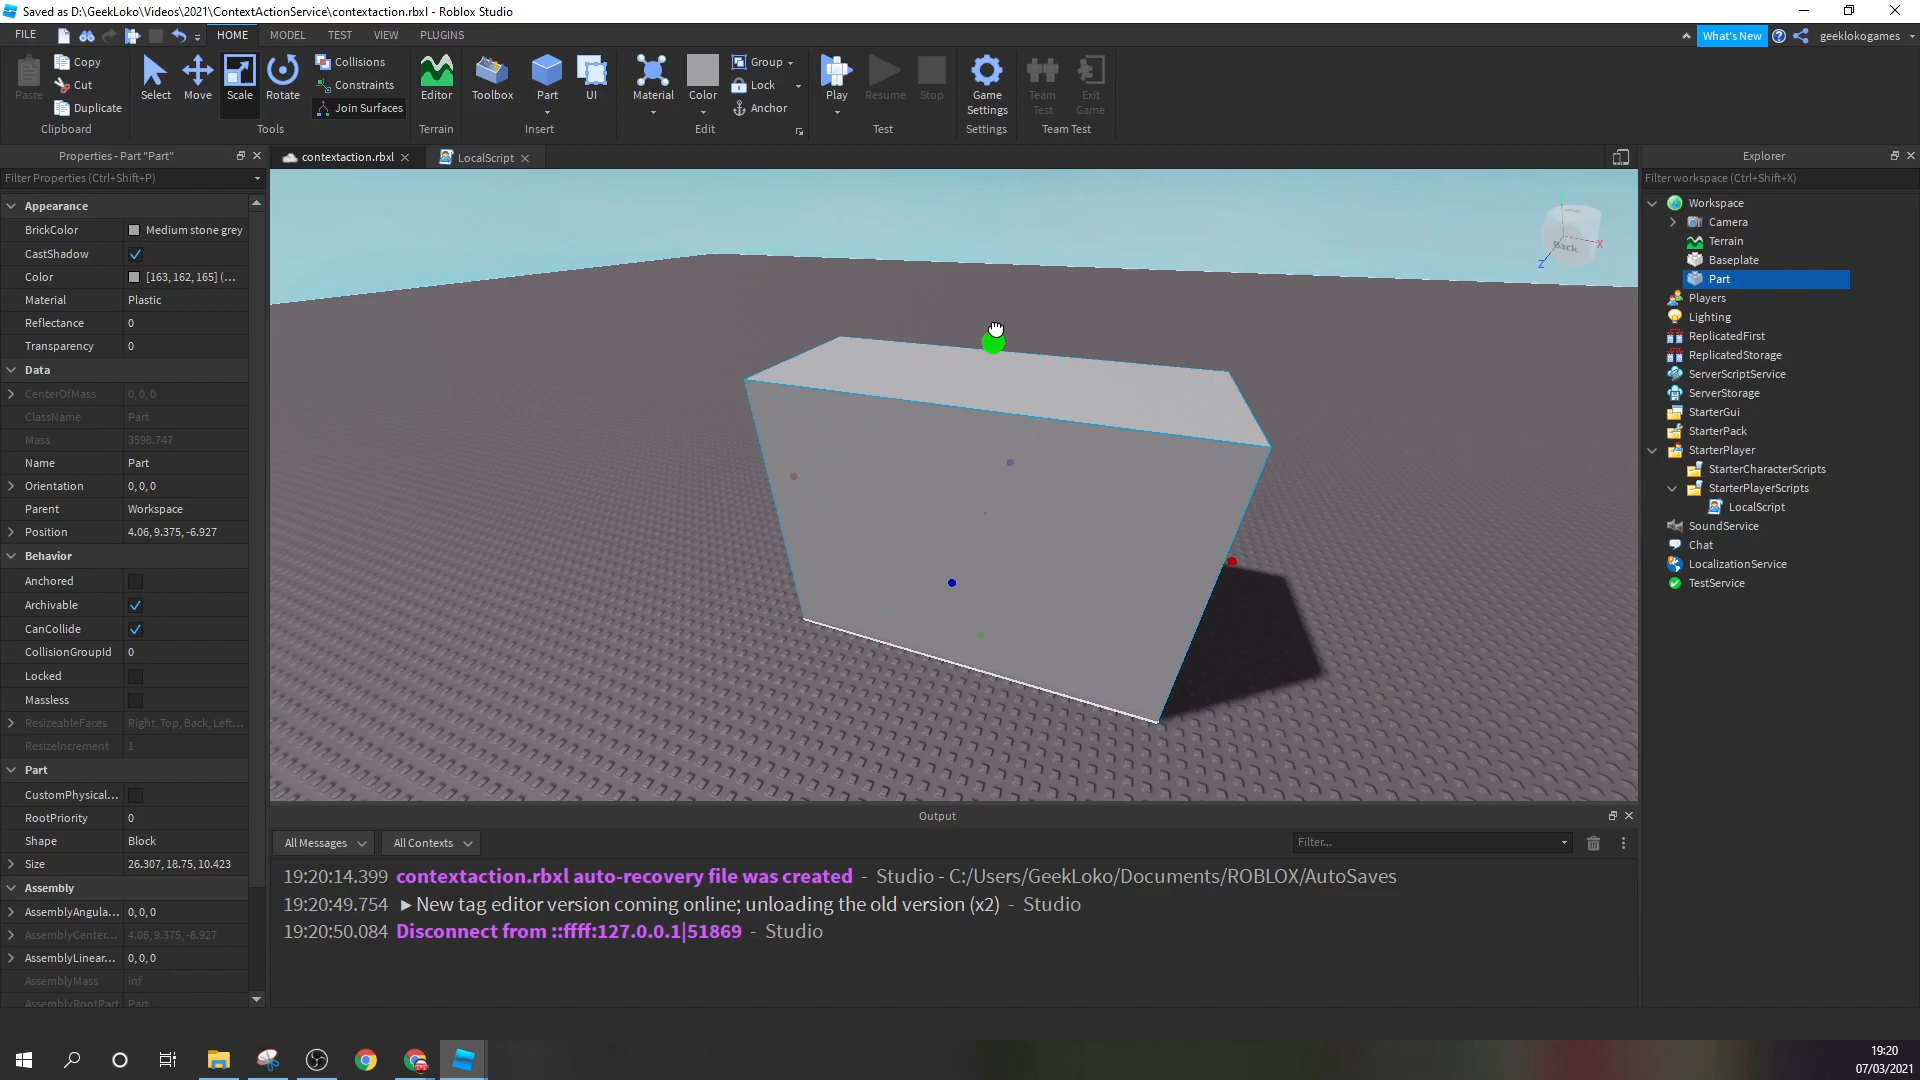 Saved as D:\GeekLoko\Videos\2021\ContextActionService\contextaction.rbxl - Roblox Studio
FILE HOME MODEL TEST VIEW PLUGINS What's New geeklokogames
Paste Copy Cut Duplicate Clipboard
Select Move Scale Rotate Collisions Constraints Join Surfaces Tools
Editor Terrain
Toolbox Part UI Insert
Material Color Group Lock Anchor Edit
Play Resume Stop Test
Game Settings Settings
Team Test Exit Game Team Test
Properties - Part "Part"
Filter Properties (Ctrl+Shift+P)
Appearance
BrickColor Medium stone grey
CastShadow
Color [163, 162, 165] (...
Material Plastic
Reflectance 0
Transparency 0
Data
CenterOfMass 0, 0, 0
ClassName Part
Mass 3598.747
Name Part
Orientation 0, 0, 0
Parent Workspace
Position 4.06, 9.375, -6.927
Behavior
Anchored
Archivable
CanCollide
CollisionGroupId 0
Locked
Massless
ResizeableFaces Right, Top, Back, Left...
ResizeIncrement 1
Part
CustomPhysical...
RootPriority 0
Shape Block
Size 26.307, 18.75, 10.423
Assembly
AssemblyAngula... 0, 0, 0
AssemblyCenter... 4.06, 9.375, -6.927
AssemblyLinear... 0, 0, 0
AssemblyMass inf
AssemblyRootPart Part
contextaction.rbxl LocalScript
Back
X
Z
Output
All Messages All Contexts Filter...
19:20:14.399 contextaction.rbxl auto-recovery file was created - Studio - C:/Users/GeekLoko/Documents/ROBLOX/AutoSaves
19:20:49.754 New tag editor version coming online; unloading the old version (x2) - Studio
19:20:50.084 Disconnect from ::ffff:127.0.0.1|51869 - Studio
Explorer
Filter workspace (Ctrl+Shift+X)
Workspace
Camera
Terrain
Baseplate
Part
Players
Lighting
ReplicatedFirst
ReplicatedStorage
ServerScriptService
ServerStorage
StarterGui
StarterPack
StarterPlayer
StarterCharacterScripts
StarterPlayerScripts
LocalScript
SoundService
Chat
LocalizationService
TestService
19:20
07/03/2021